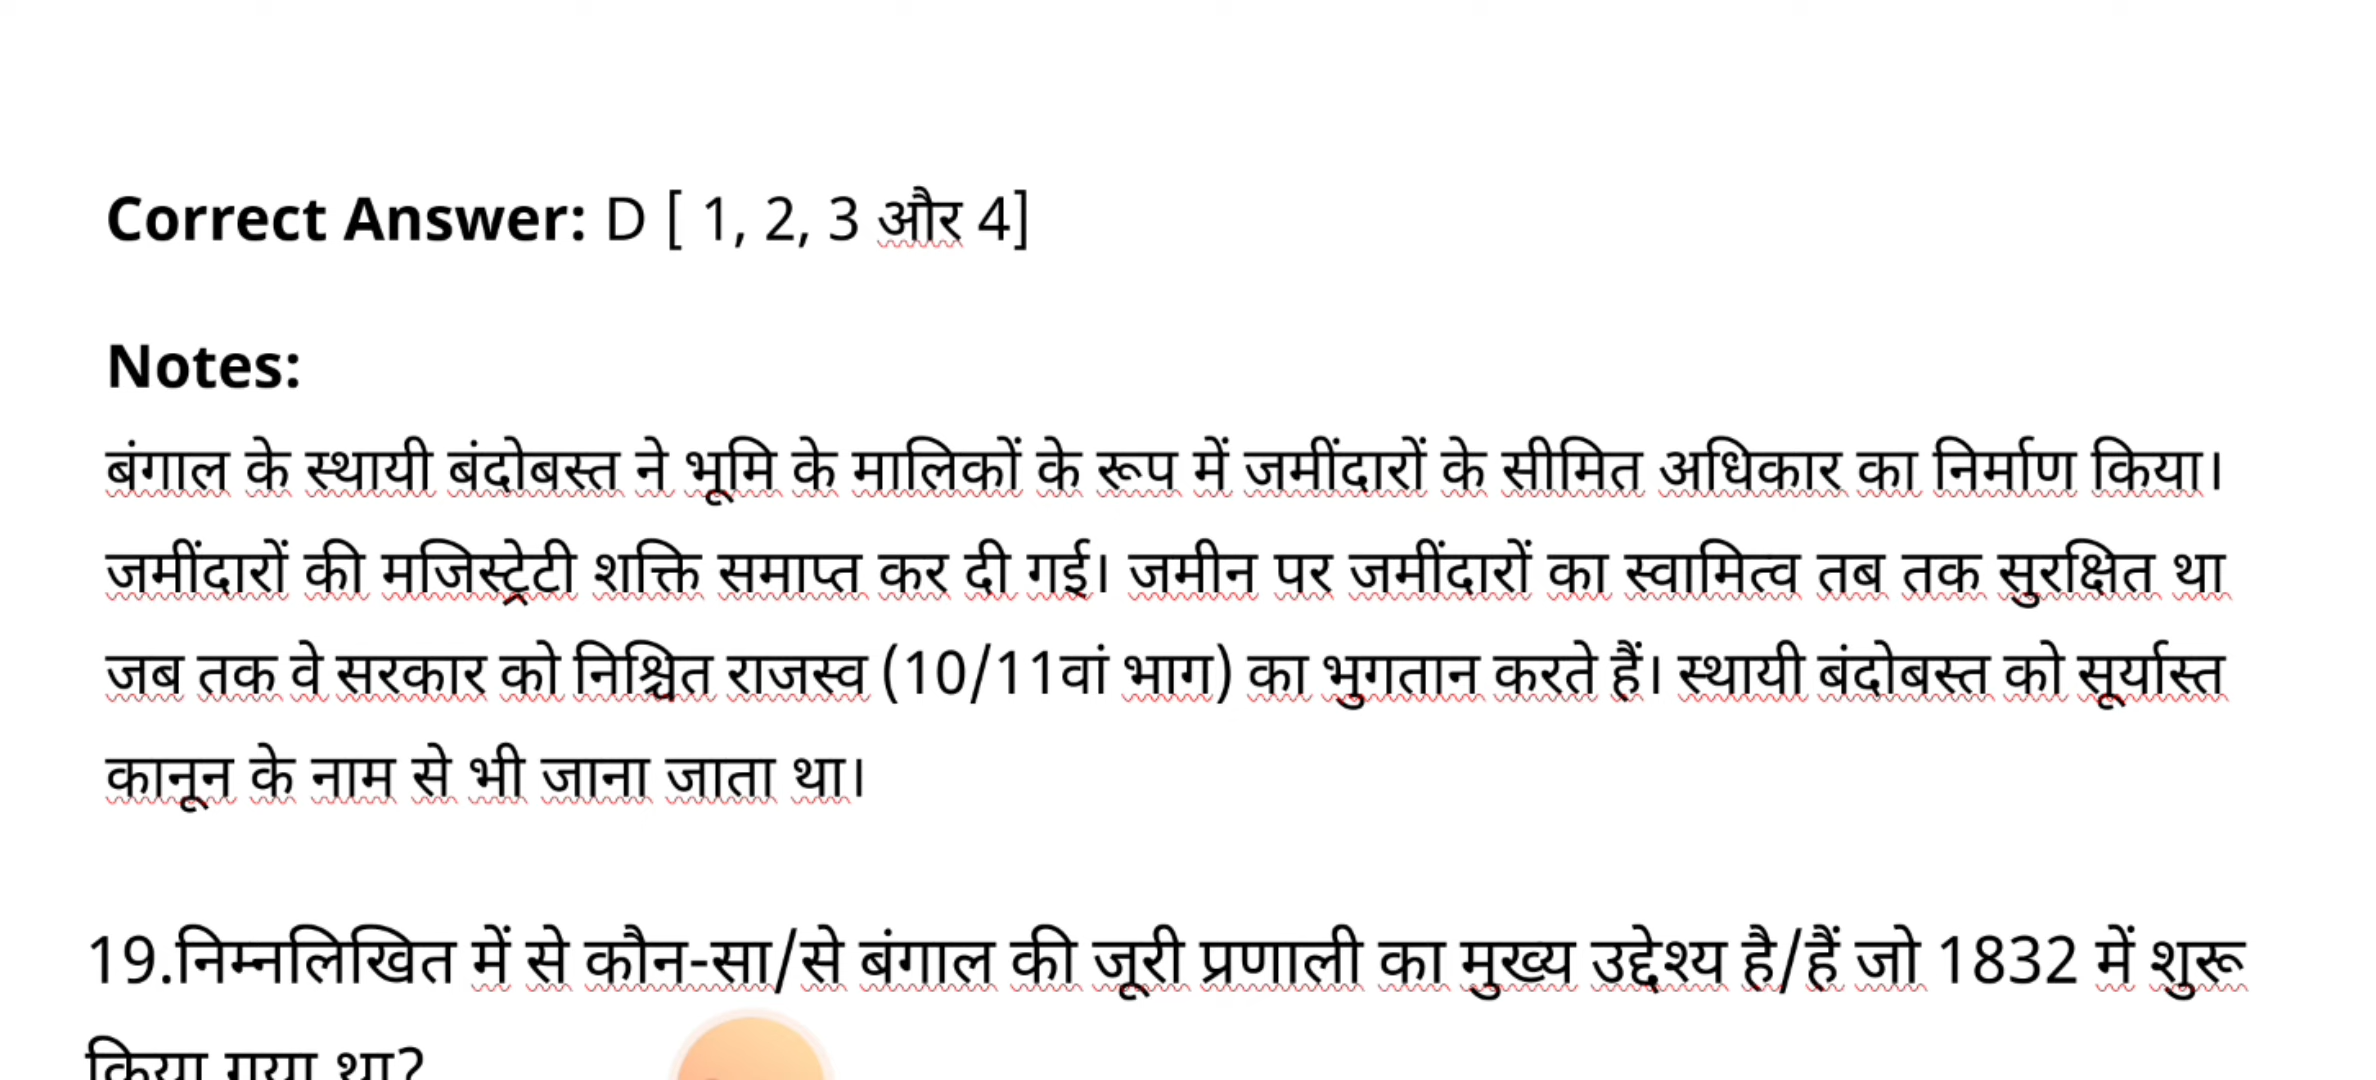 Correct Answer: D [ 1, 2, 3 और 4]
Notes:
बंगाल के स्थायी बंदोबस्त ने भूमि के मालिकों के रूप में जमींदारों के सीमित अधिकार का निर्माण किया।
जमींदारों की मजिस्ट्रेटी शक्ति समाप्त कर दी गई। जमीन पर जमींदारों का स्वामित्व तब तक सुरक्षित था
जब तक वे सरकार को निश्चित राजस्व (10/11वां भाग) का भुगतान करते हैं। स्थायी बंदोबस्त को सूर्यास्त
कानून के नाम से भी जाना जाता था।
19.निम्नलिखित में से कौन-सा/से बंगाल की जूरी प्रणाली का मुख्य उद्देश्य है/हैं जो 1832 में शुरू
किया गया था?